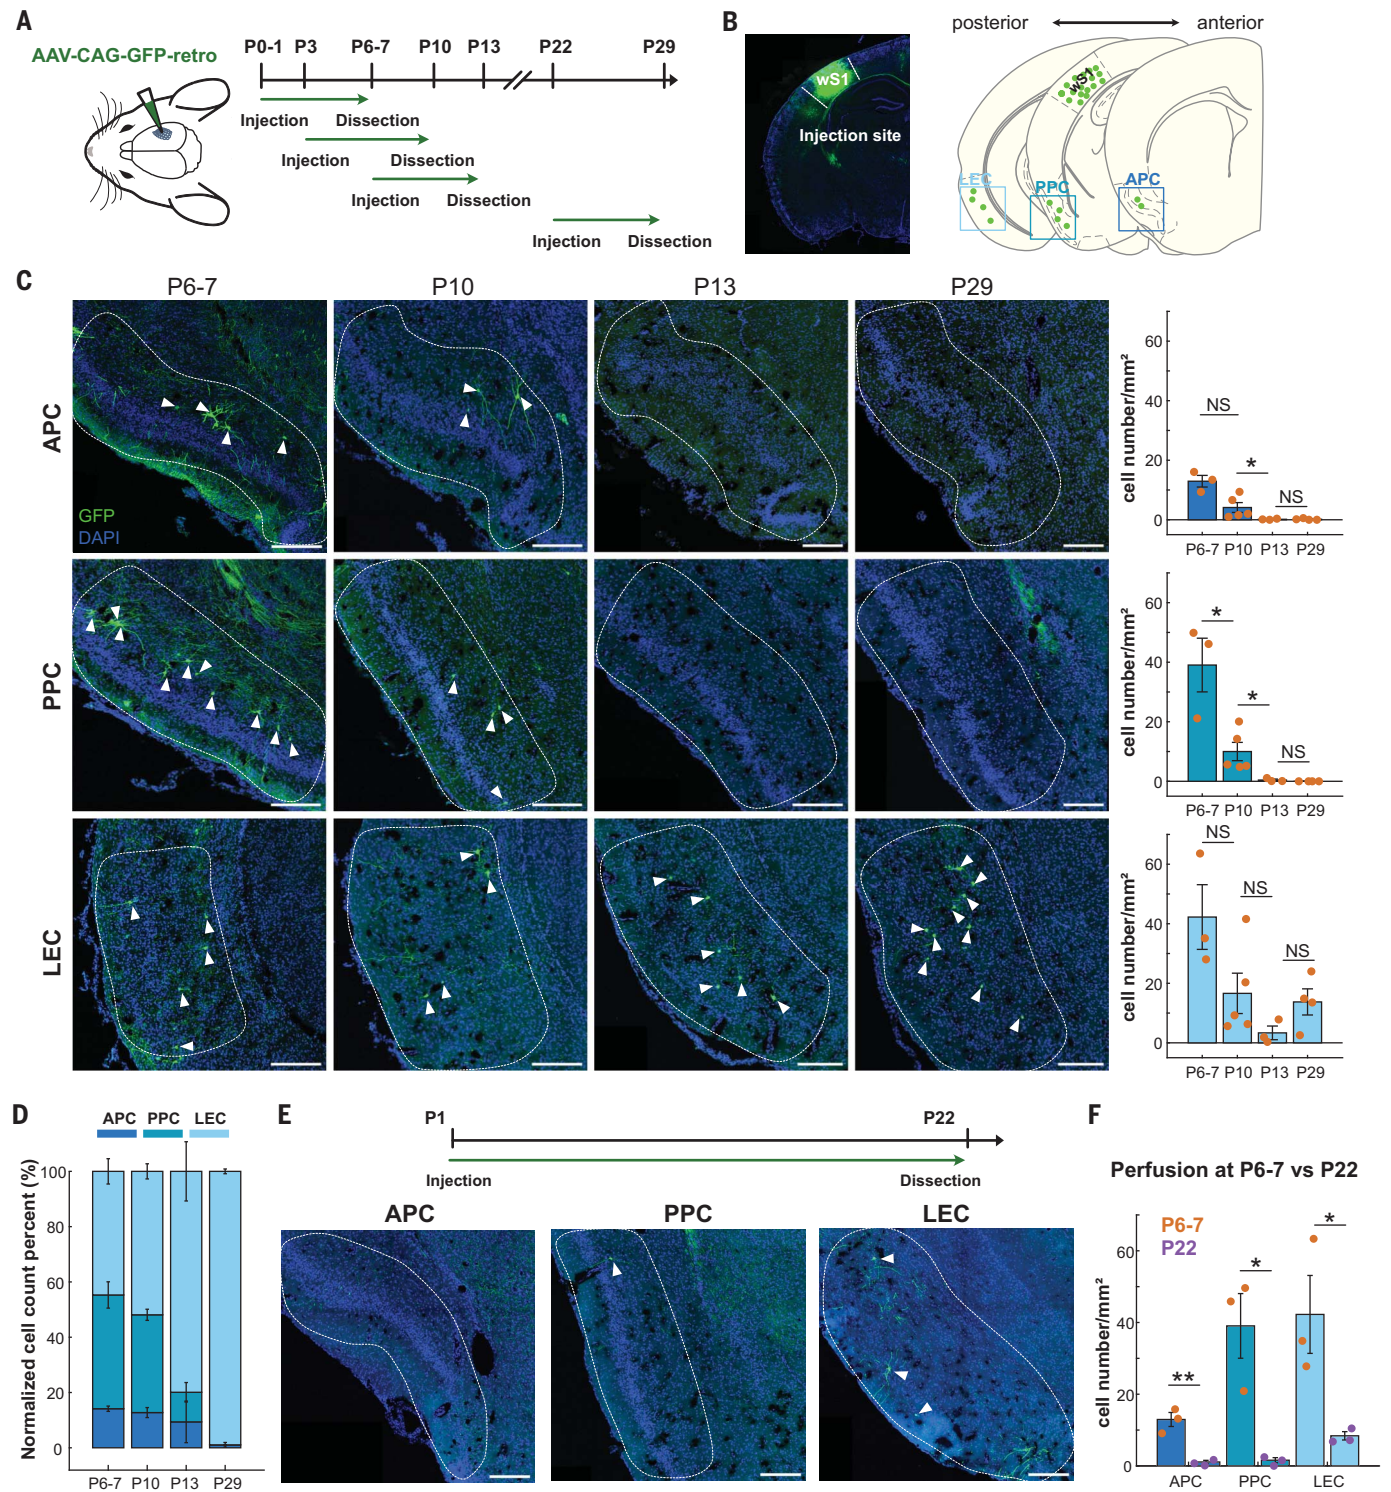 A
AAV-CAG-GFP-retro
P0-1 P3 P6-7 P10 P13 P22 P29
Injection Dissection
Injection Dissection
Injection Dissection
Injection Dissection
B
posterior anterior
wS1
Injection site
wS1
LEC PPC APC
C
P6-7 P10 P13 P29
APC
GFP
DAPI
cell number/mm²
60
40
20
0
NS * NS
P6-7 P10 P13 P29
PPC
cell number/mm²
60
40
20
0
* * NS
P6-7 P10 P13 P29
LEC
cell number/mm²
60
40
20
0
NS NS NS
P6-7 P10 P13 P29
D
APC PPC LEC
Normalized cell count percent (%)
100
80
60
40
20
0
P6-7 P10 P13 P29
E
P1 P22
Injection Dissection
APC PPC LEC
F
Perfusion at P6-7 vs P22
P6-7
P22
cell number/mm²
60
40
20
0
** * *
APC PPC LEC